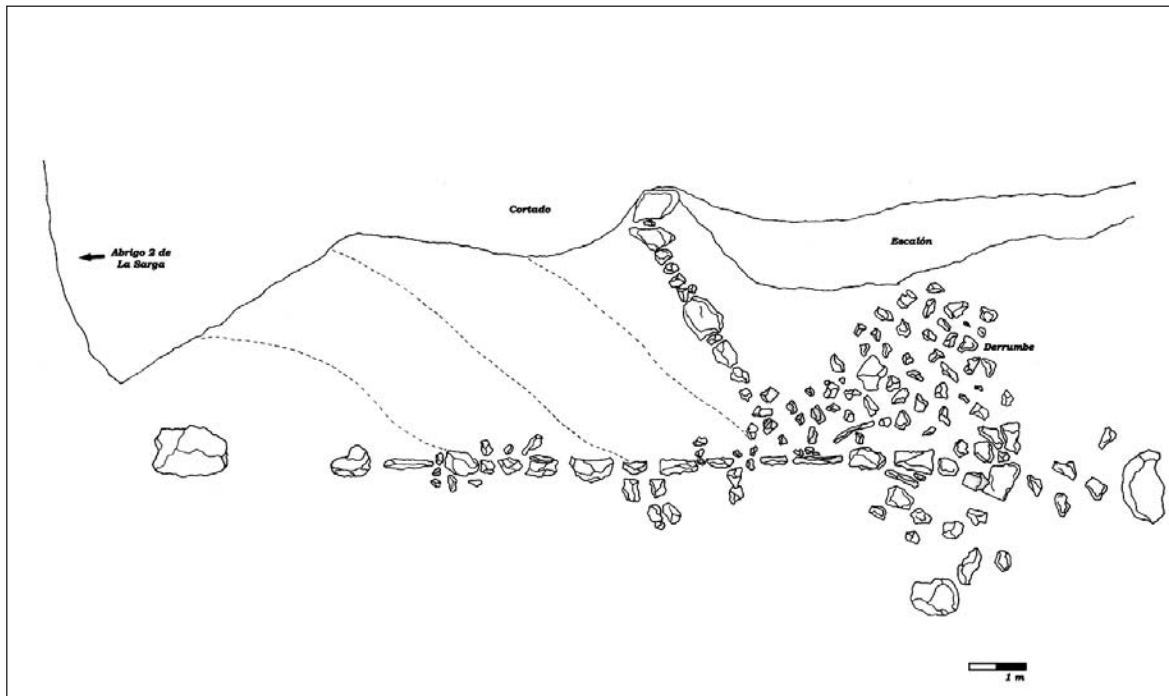 Cortado
Escalón
Abrigo 2 de
La Sarga
Derrumbe
1 m